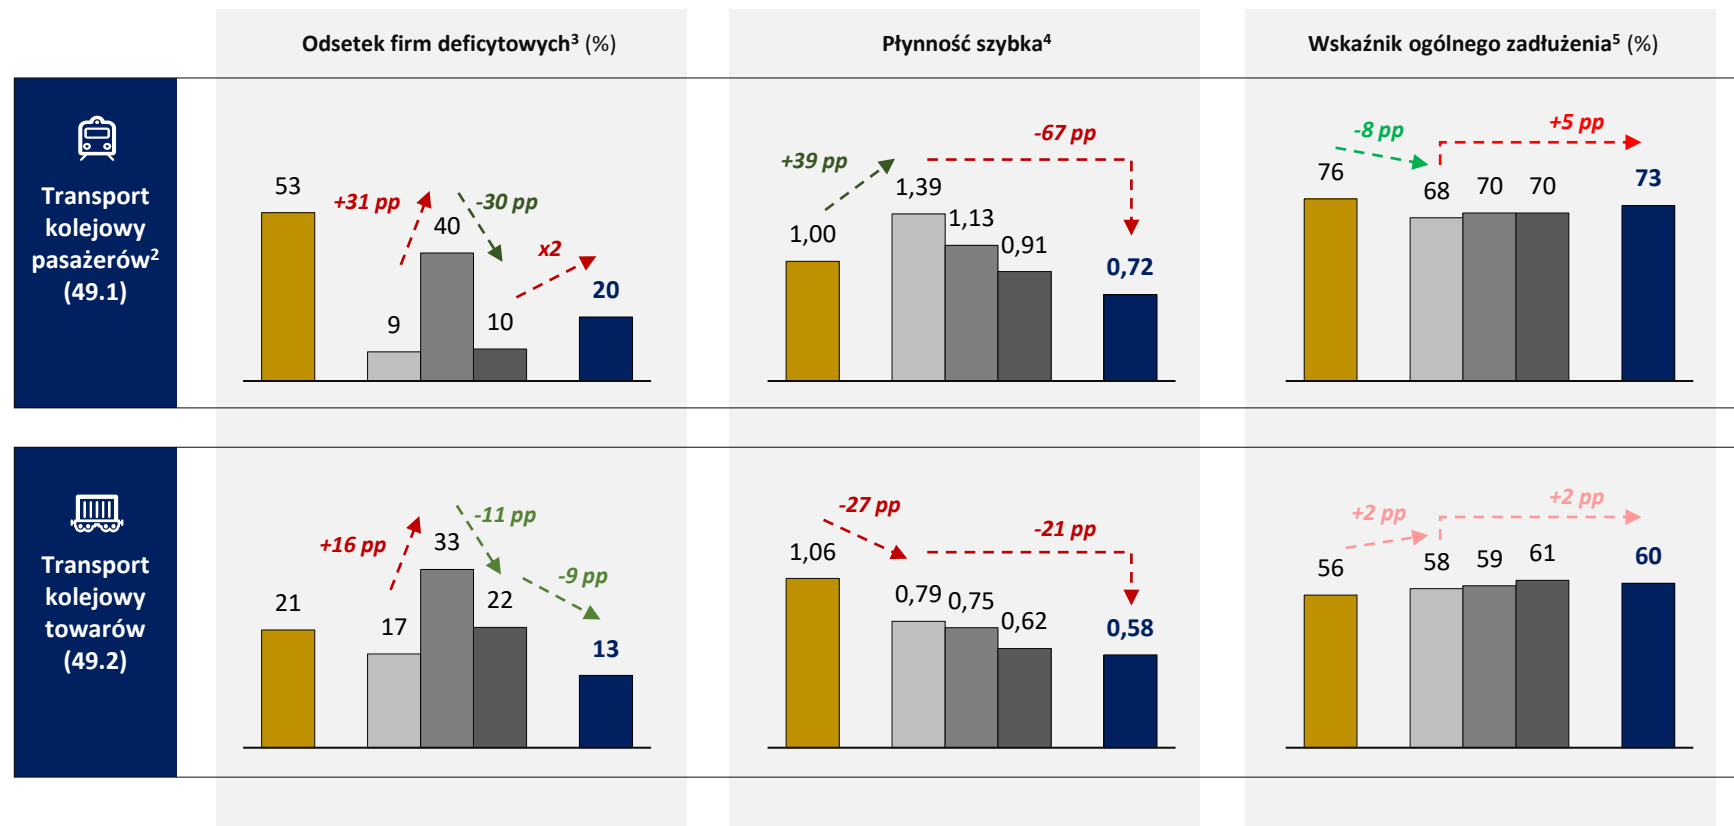 Odsetek firm deficytowych³ (%)
Płynność szybka⁴
Wskaźnik ogólnego zadłużenia⁵ (%)
Transport
kolejowy
pasażerów²
(49.1)
53
+31 pp
-30 pp
40
x2
9
10
20
+39 pp
-67 pp
1,00
1,39
1,13
0,91
0,72
-8 pp
+5 pp
76
68
70
70
73
Transport
kolejowy
towarów
(49.2)
21
+16 pp
-11 pp
33
-9 pp
17
22
13
-27 pp
-21 pp
1,06
0,79
0,75
0,62
0,58
+2 pp
+2 pp
56
58
59
61
60